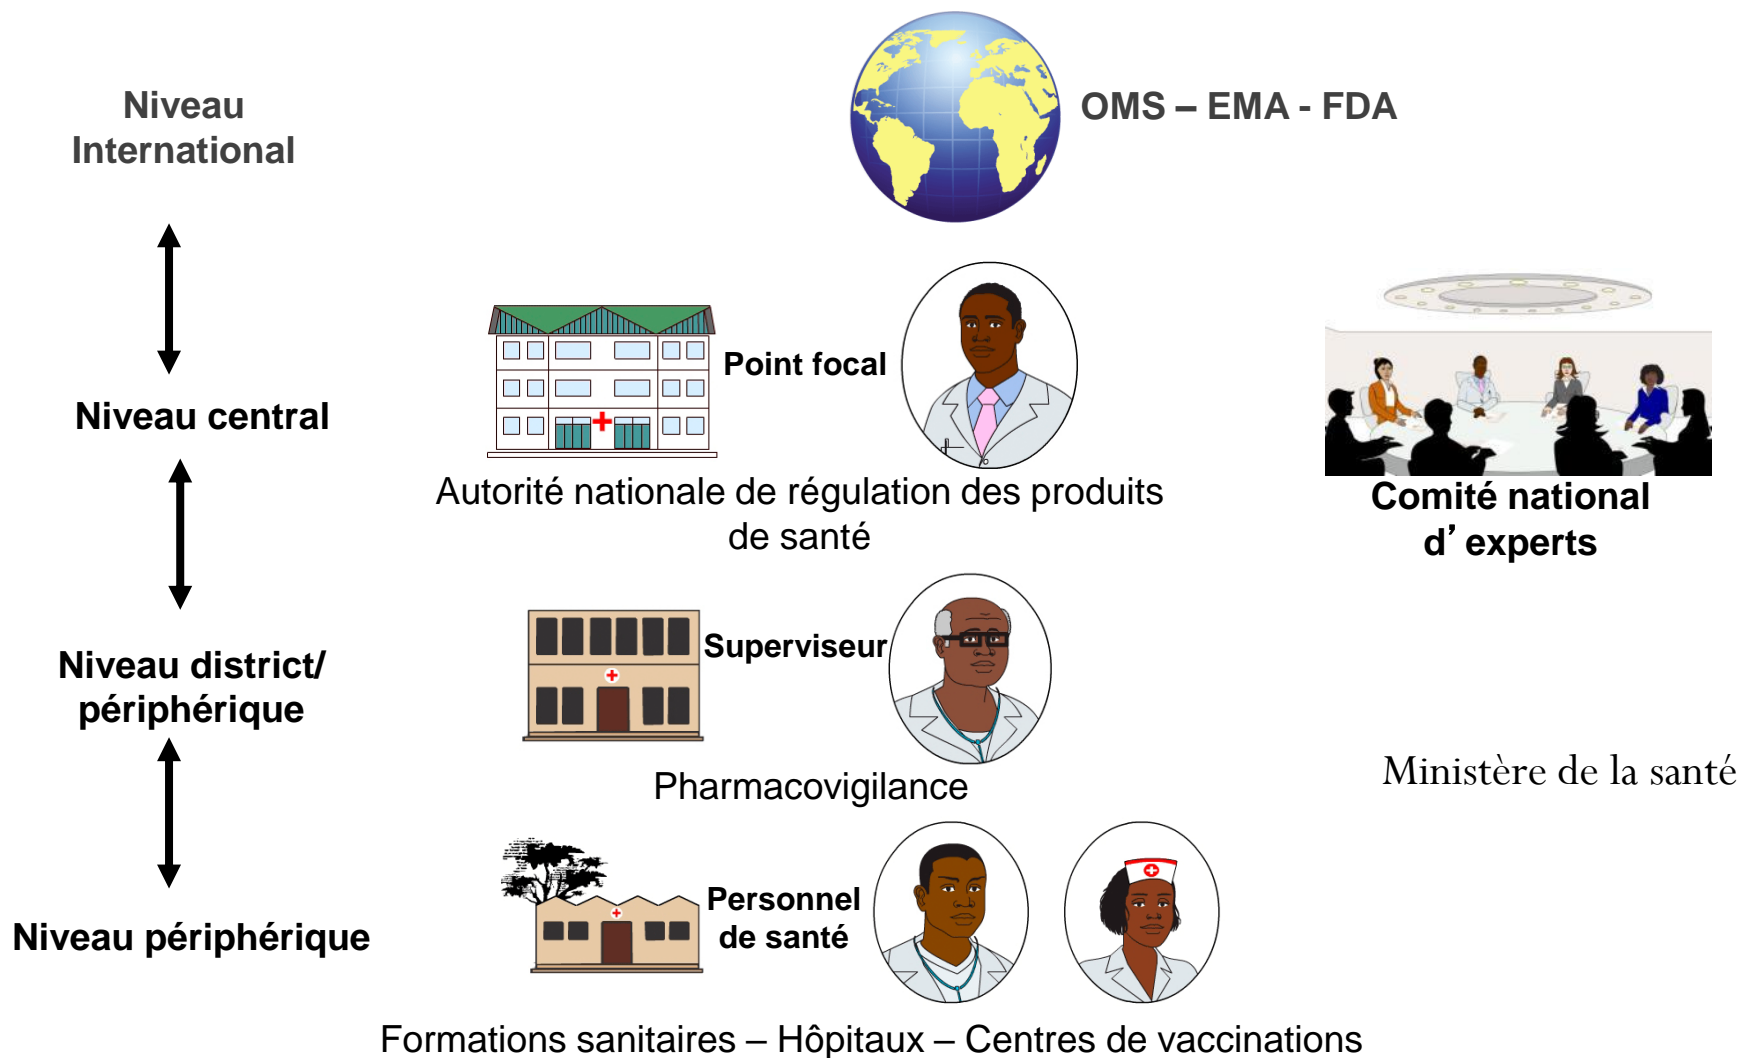 Niveau
International
OMS – EMA - FDA
Niveau central
Point focal
Autorité nationale de régulation des produits
de santé
Comité national
d’ experts
Niveau district/
périphérique
Superviseur
Pharmacovigilance
Ministère de la santé
Niveau périphérique
Personnel
de santé
Formations sanitaires – Hôpitaux – Centres de vaccinations